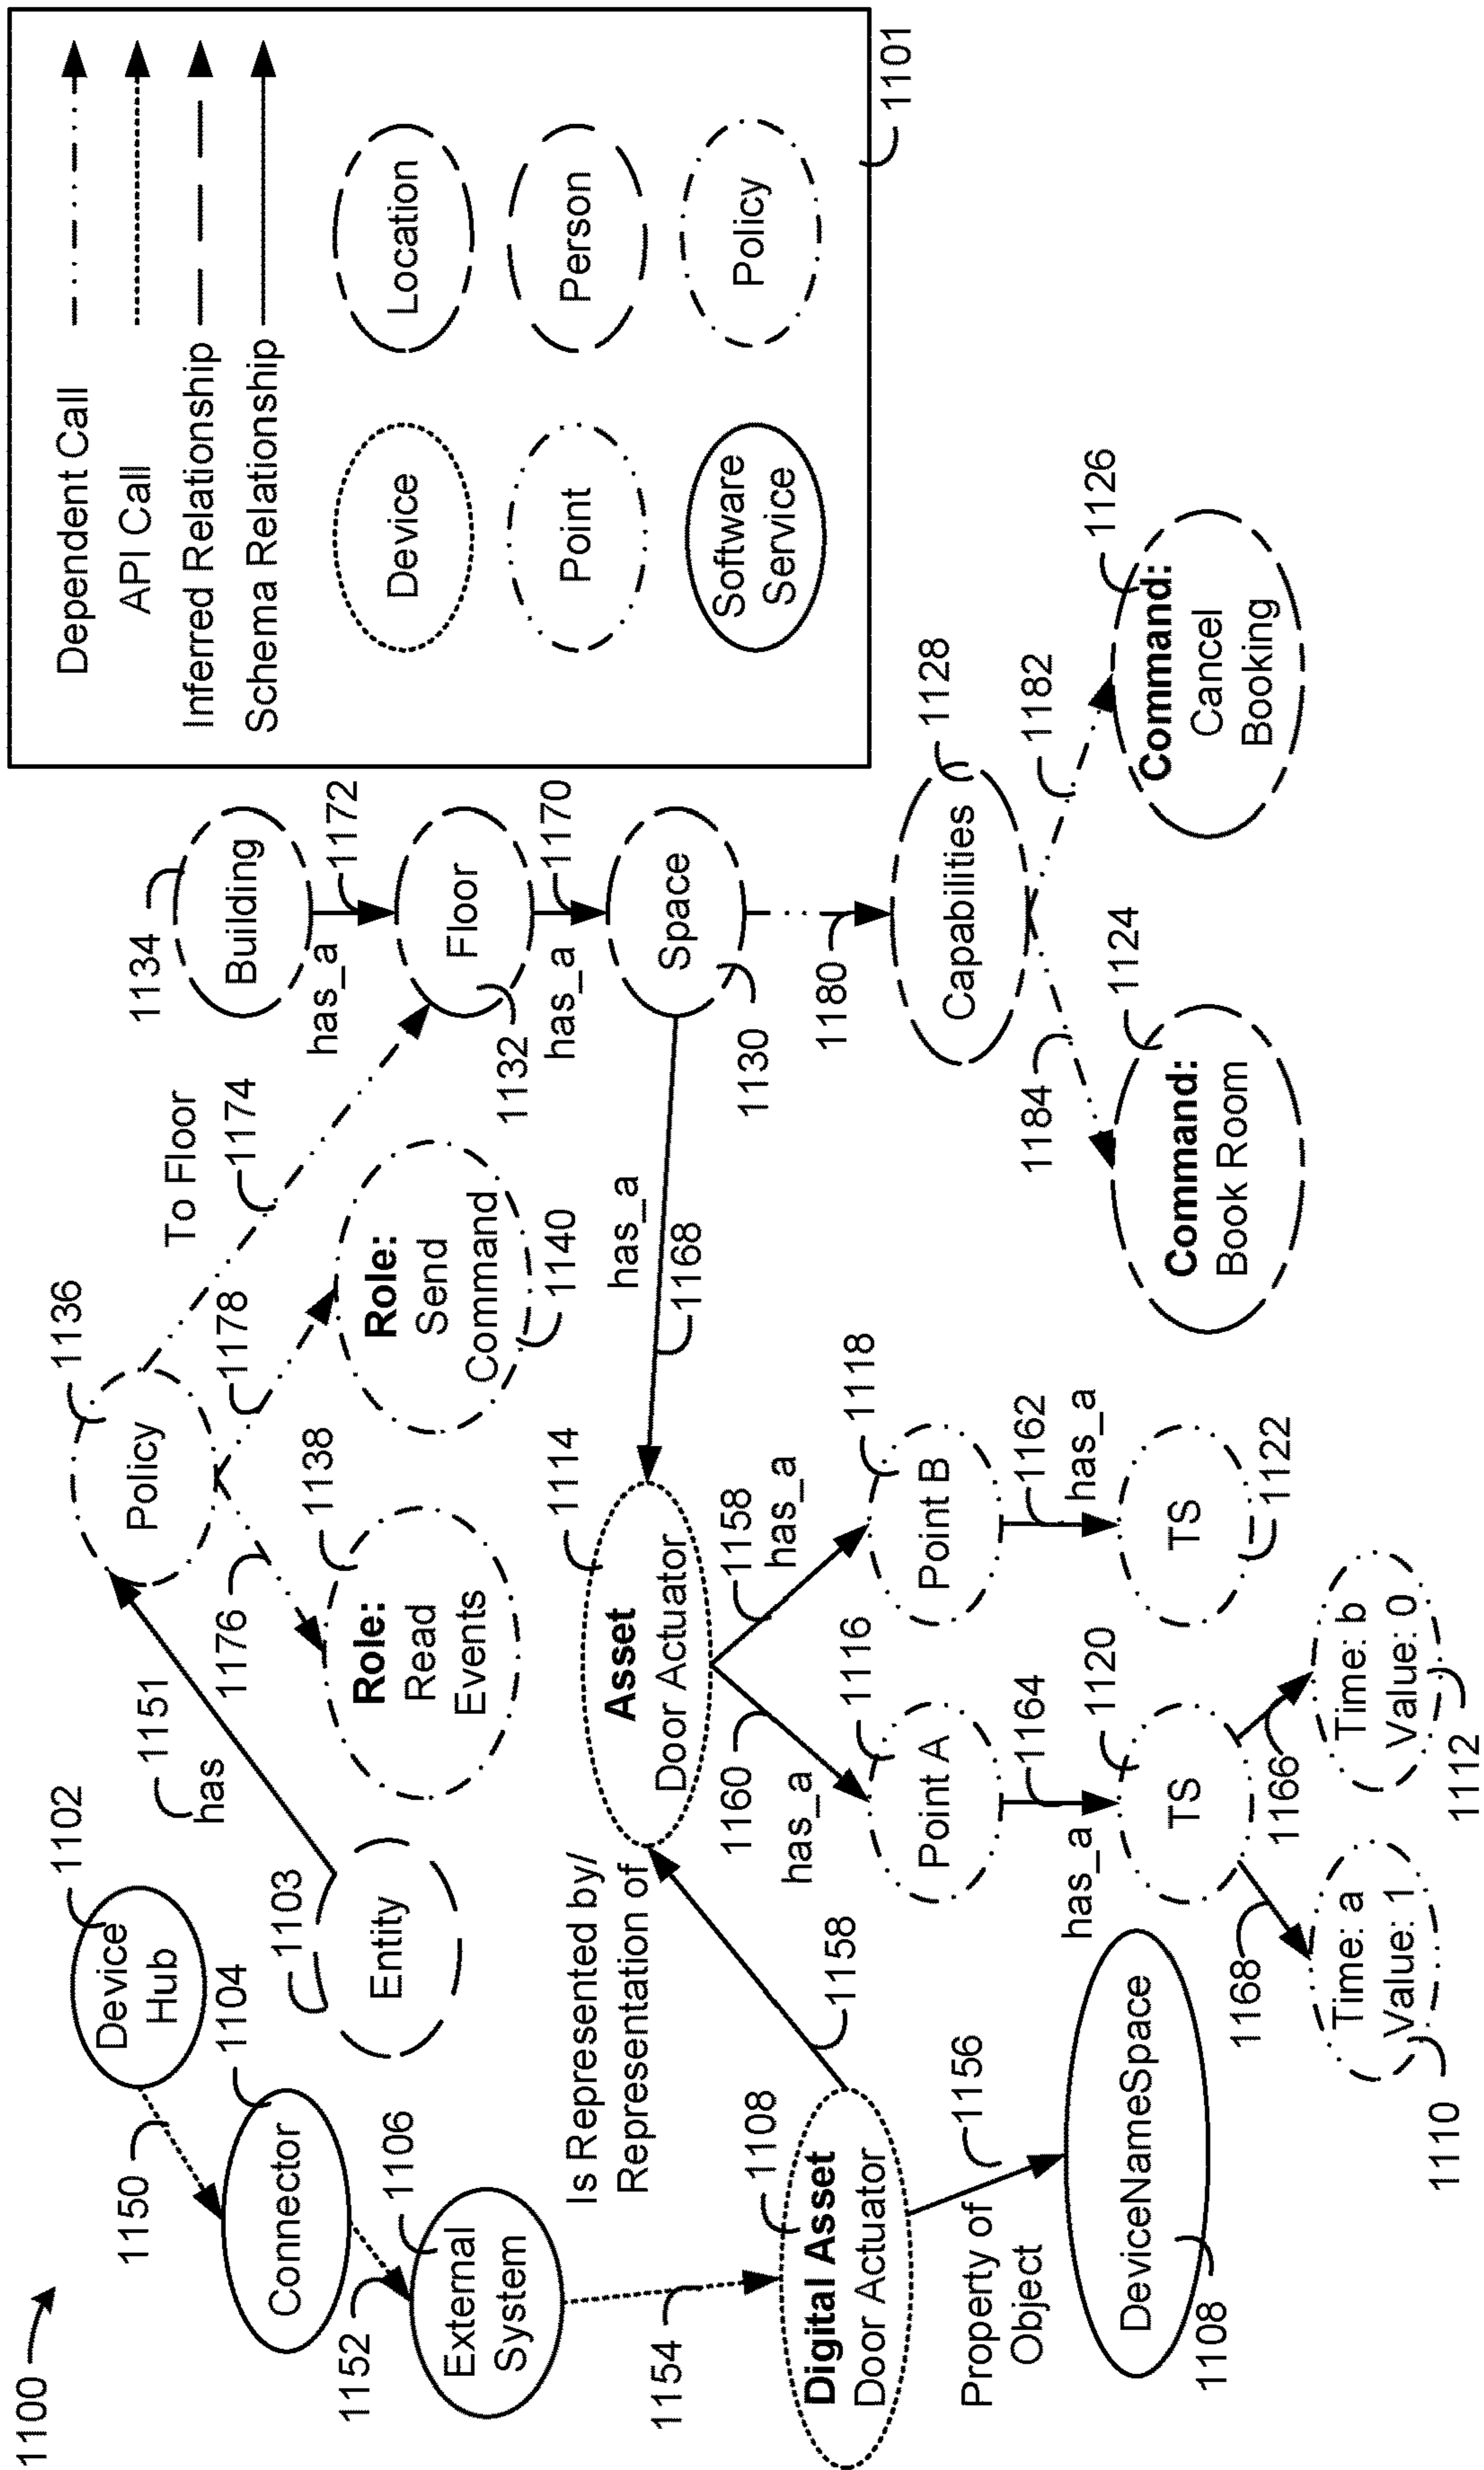 1100
Device
Hub
1102
1150
Connector
1104
1152
External
System
1106
1154
Entity
1103
1151
has
Policy
1136
1176
1178
Role:
Read
Events
1138
Role:
Send
Command
1140
To Floor
1174
Building
1134
has_a
1172
Floor
1132
has_a
1170
Space
1130
has_a
1168
1180
Capabilities
1128
1184
1182
Command:
Book Room
1124
Command:
Cancel
Booking
1126
Digital Asset
Door Actuator
1108
Is Represented by/
Representation of
1158
Property of
Object
1156
DeviceNameSpace
1108
Asset
Door Actuator
1114
1160
has_a
1158
has_a
Point A
1116
Point B
1118
has_a
1164
1162
has_a
TS
1120
TS
1122
1168
1166
Time: a
Value: 1
1110
Time: b
Value: 0
1112
Dependent Call
API Call
Inferred Relationship
Schema Relationship
Device
Location
Point
Person
Software
Service
Policy
1101